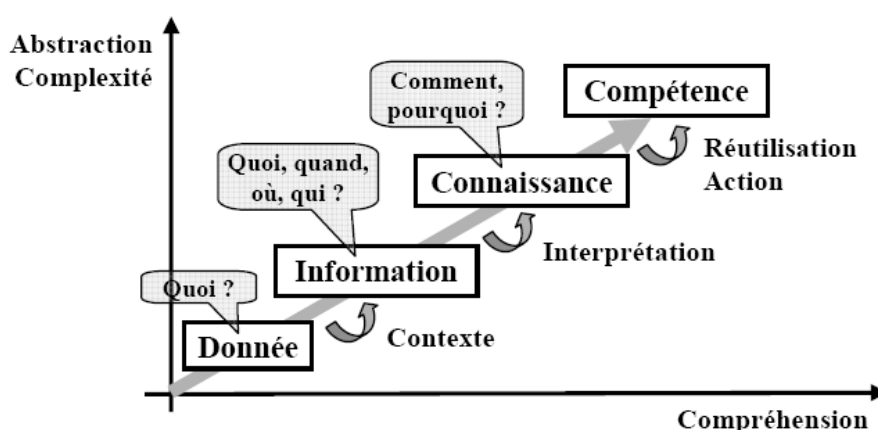 Abstraction
Complexité
Comment,
pourquoi ?
Compétence
Quoi, quand,
où, qui ?
Connaissance
Réutilisation
Action
Quoi ?
Information
Interprétation
Donnée
Contexte
Compréhension